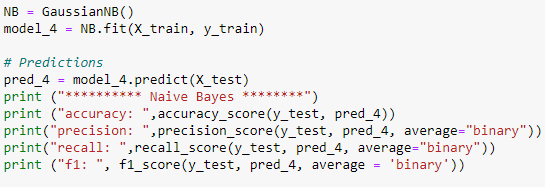 NB = GaussianNB()
model_4 = NB.fit(X_train, y_train)
# Predictions
pred_4 = model_4.predict(X_test)
print ("********** Naive Bayes ********")
print ("accuracy: ",accuracy_score(y_test, pred_4))
print("precision: ",precision_score(y_test, pred_4, average="binary"))
print("recall: ",recall_score(y_test, pred_4, average="binary"))
print ("f1: ", f1_score(y_test, pred_4, average = 'binary'))